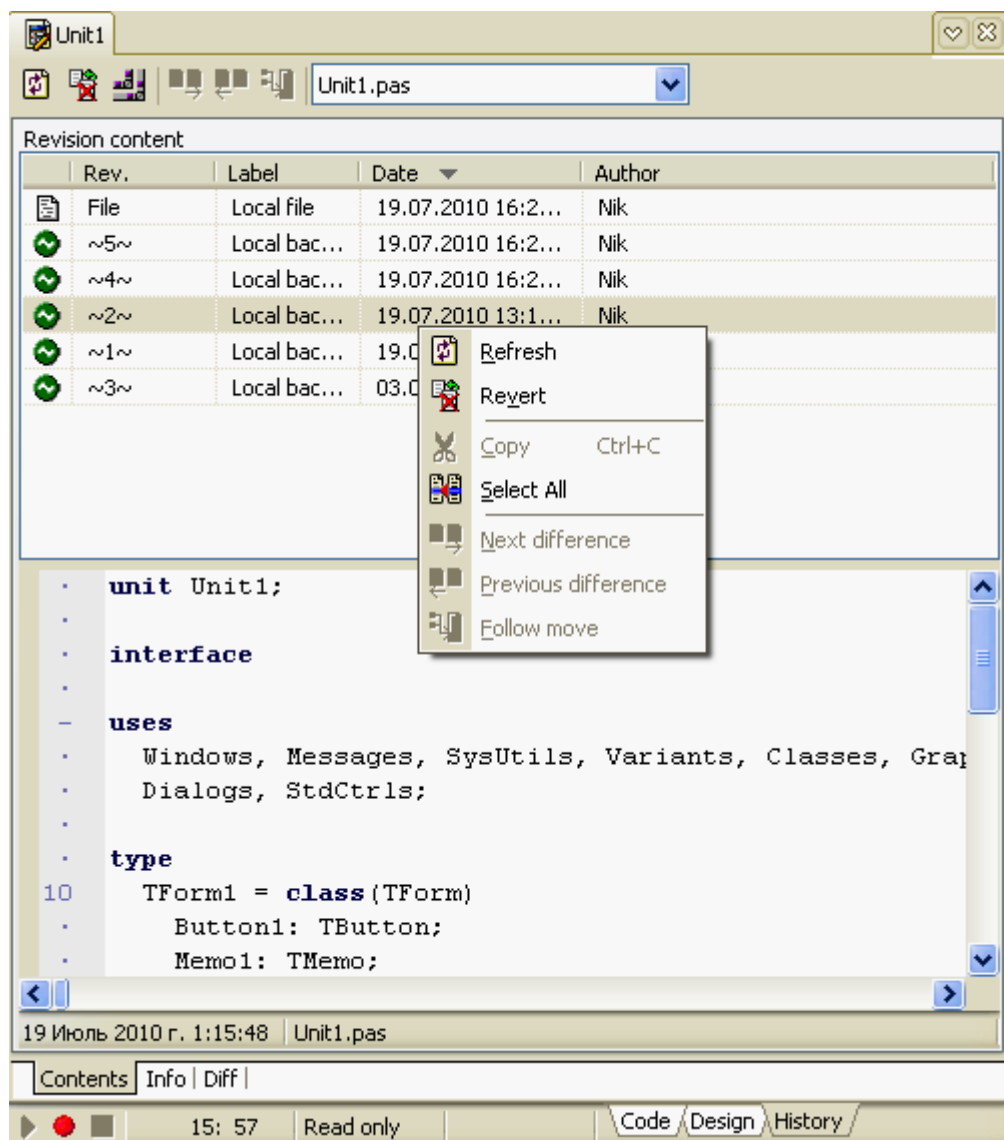 Unit1
Unit1.pas
Revision content
Rev. Label Date Author
File Local file 19.07.2010 16:2... Nik
~5~ Local bac... 19.07.2010 16:2... Nik
~4~ Local bac... 19.07.2010 16:2... Nik
~2~ Local bac... 19.07.2010 13:1... Nik
~1~ Local bac...
~3~ Local bac...
Refresh
Revert
Copy Ctrl+C
Select All
Next difference
Previous difference
Follow move
unit Unit1;
interface
uses
Windows, Messages, SysUtils, Variants, Classes,
Dialogs, StdCtrls;
type
10 TForm1 = class(TForm)
Button1: TButton;
Memo1: TMemo;
19 Июль 2010 г. 1:15:48 Unit1.pas
Contents Info Diff
15: 57 Read only Code Design History